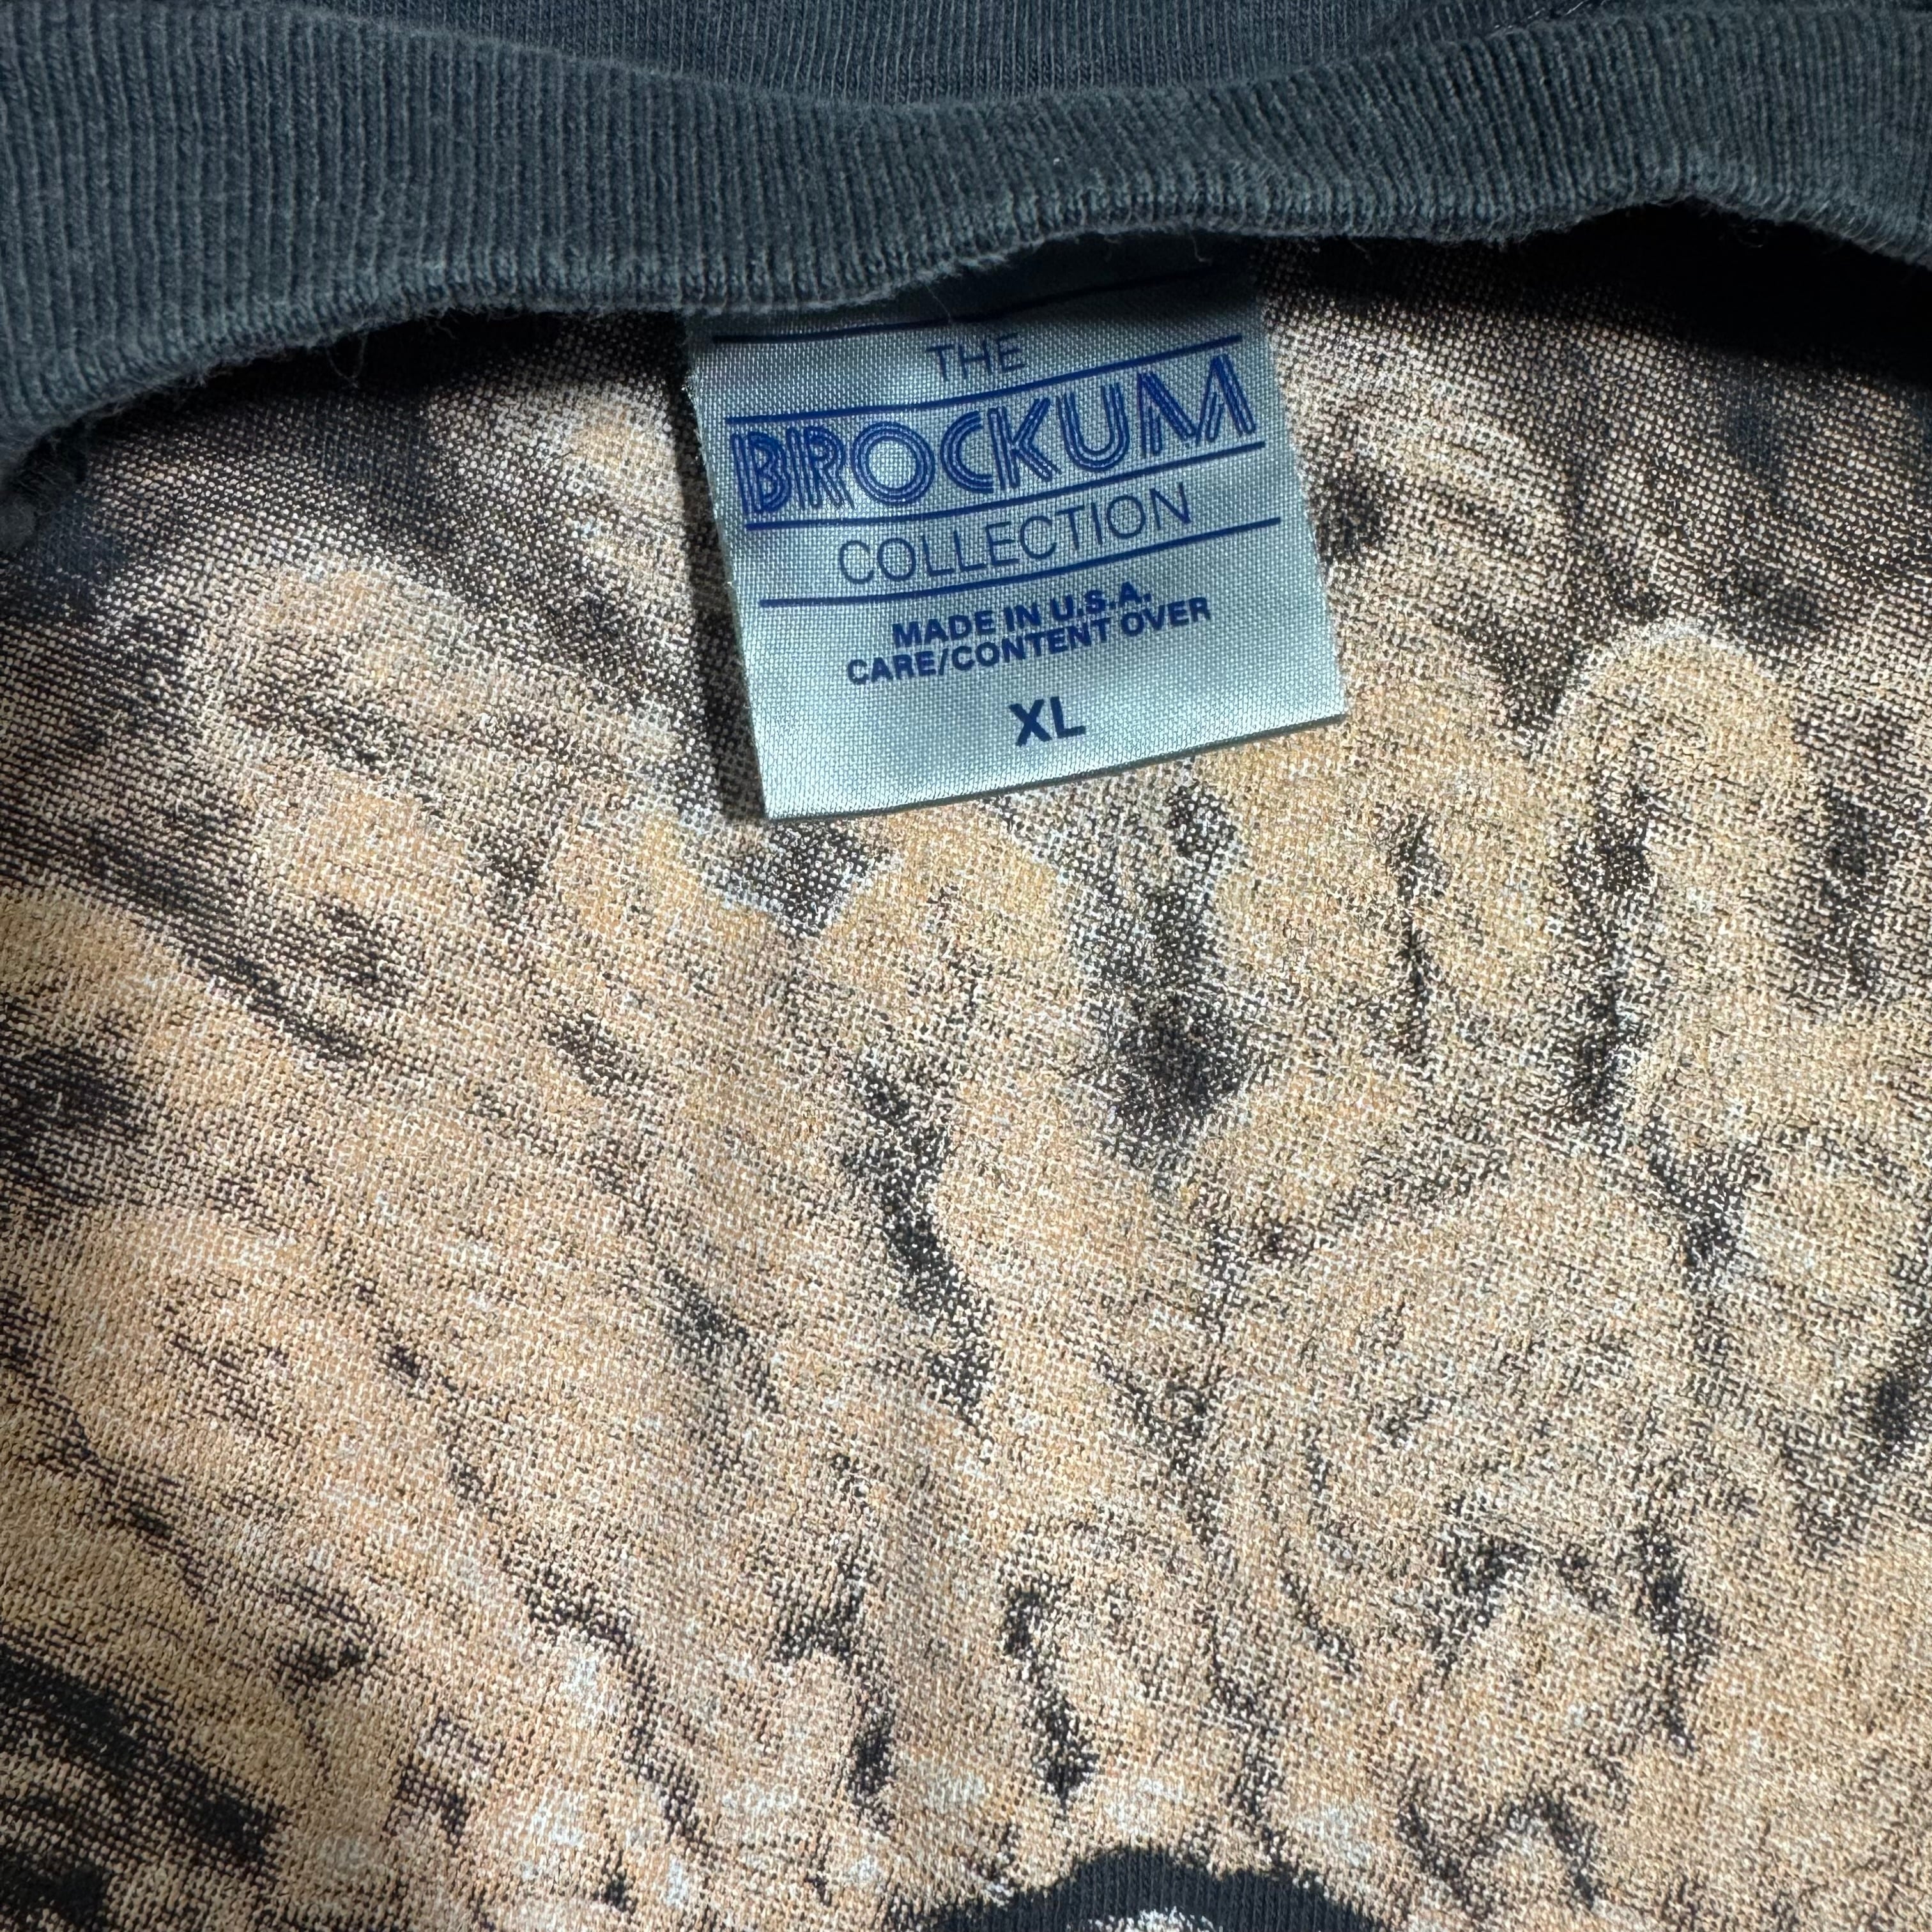 THE
BROCKUM
COLLECTION
MADE IN U.S.A.
CARE/CONTENT OVER
XL